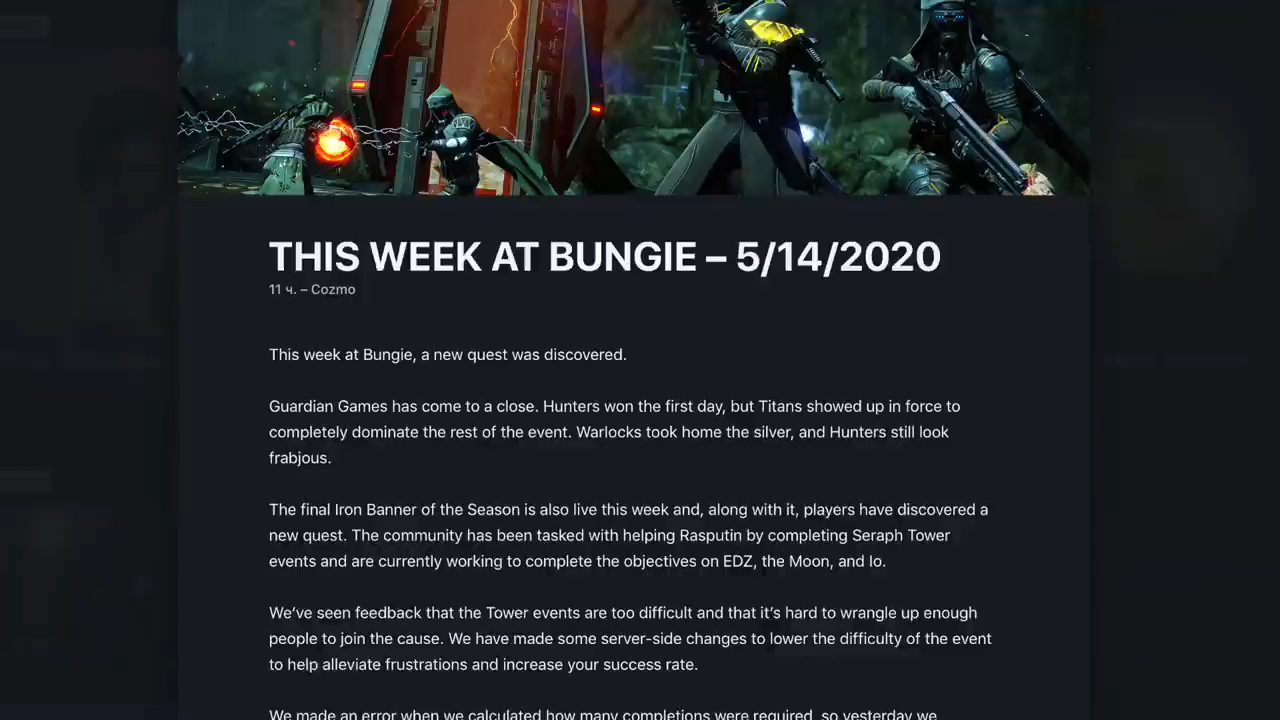 THIS WEEK AT BUNGIE – 5/14/2020
11 ч. – Cozmo
This week at Bungie, a new quest was discovered.
Guardian Games has come to a close. Hunters won the first day, but Titans showed up in force to
completely dominate the rest of the event. Warlocks took home the silver, and Hunters still look
frabjous.
The final Iron Banner of the Season is also live this week and, along with it, players have discovered a
new quest. The community has been tasked with helping Rasputin by completing Seraph Tower
events and are currently working to complete the objectives on EDZ, the Moon, and Io.
We’ve seen feedback that the Tower events are too difficult and that it’s hard to wrangle up enough
people to join the cause. We have made some server-side changes to lower the difficulty of the event
to help alleviate frustrations and increase your success rate.
We made an error when we calculated how many completions were required, so yesterday we